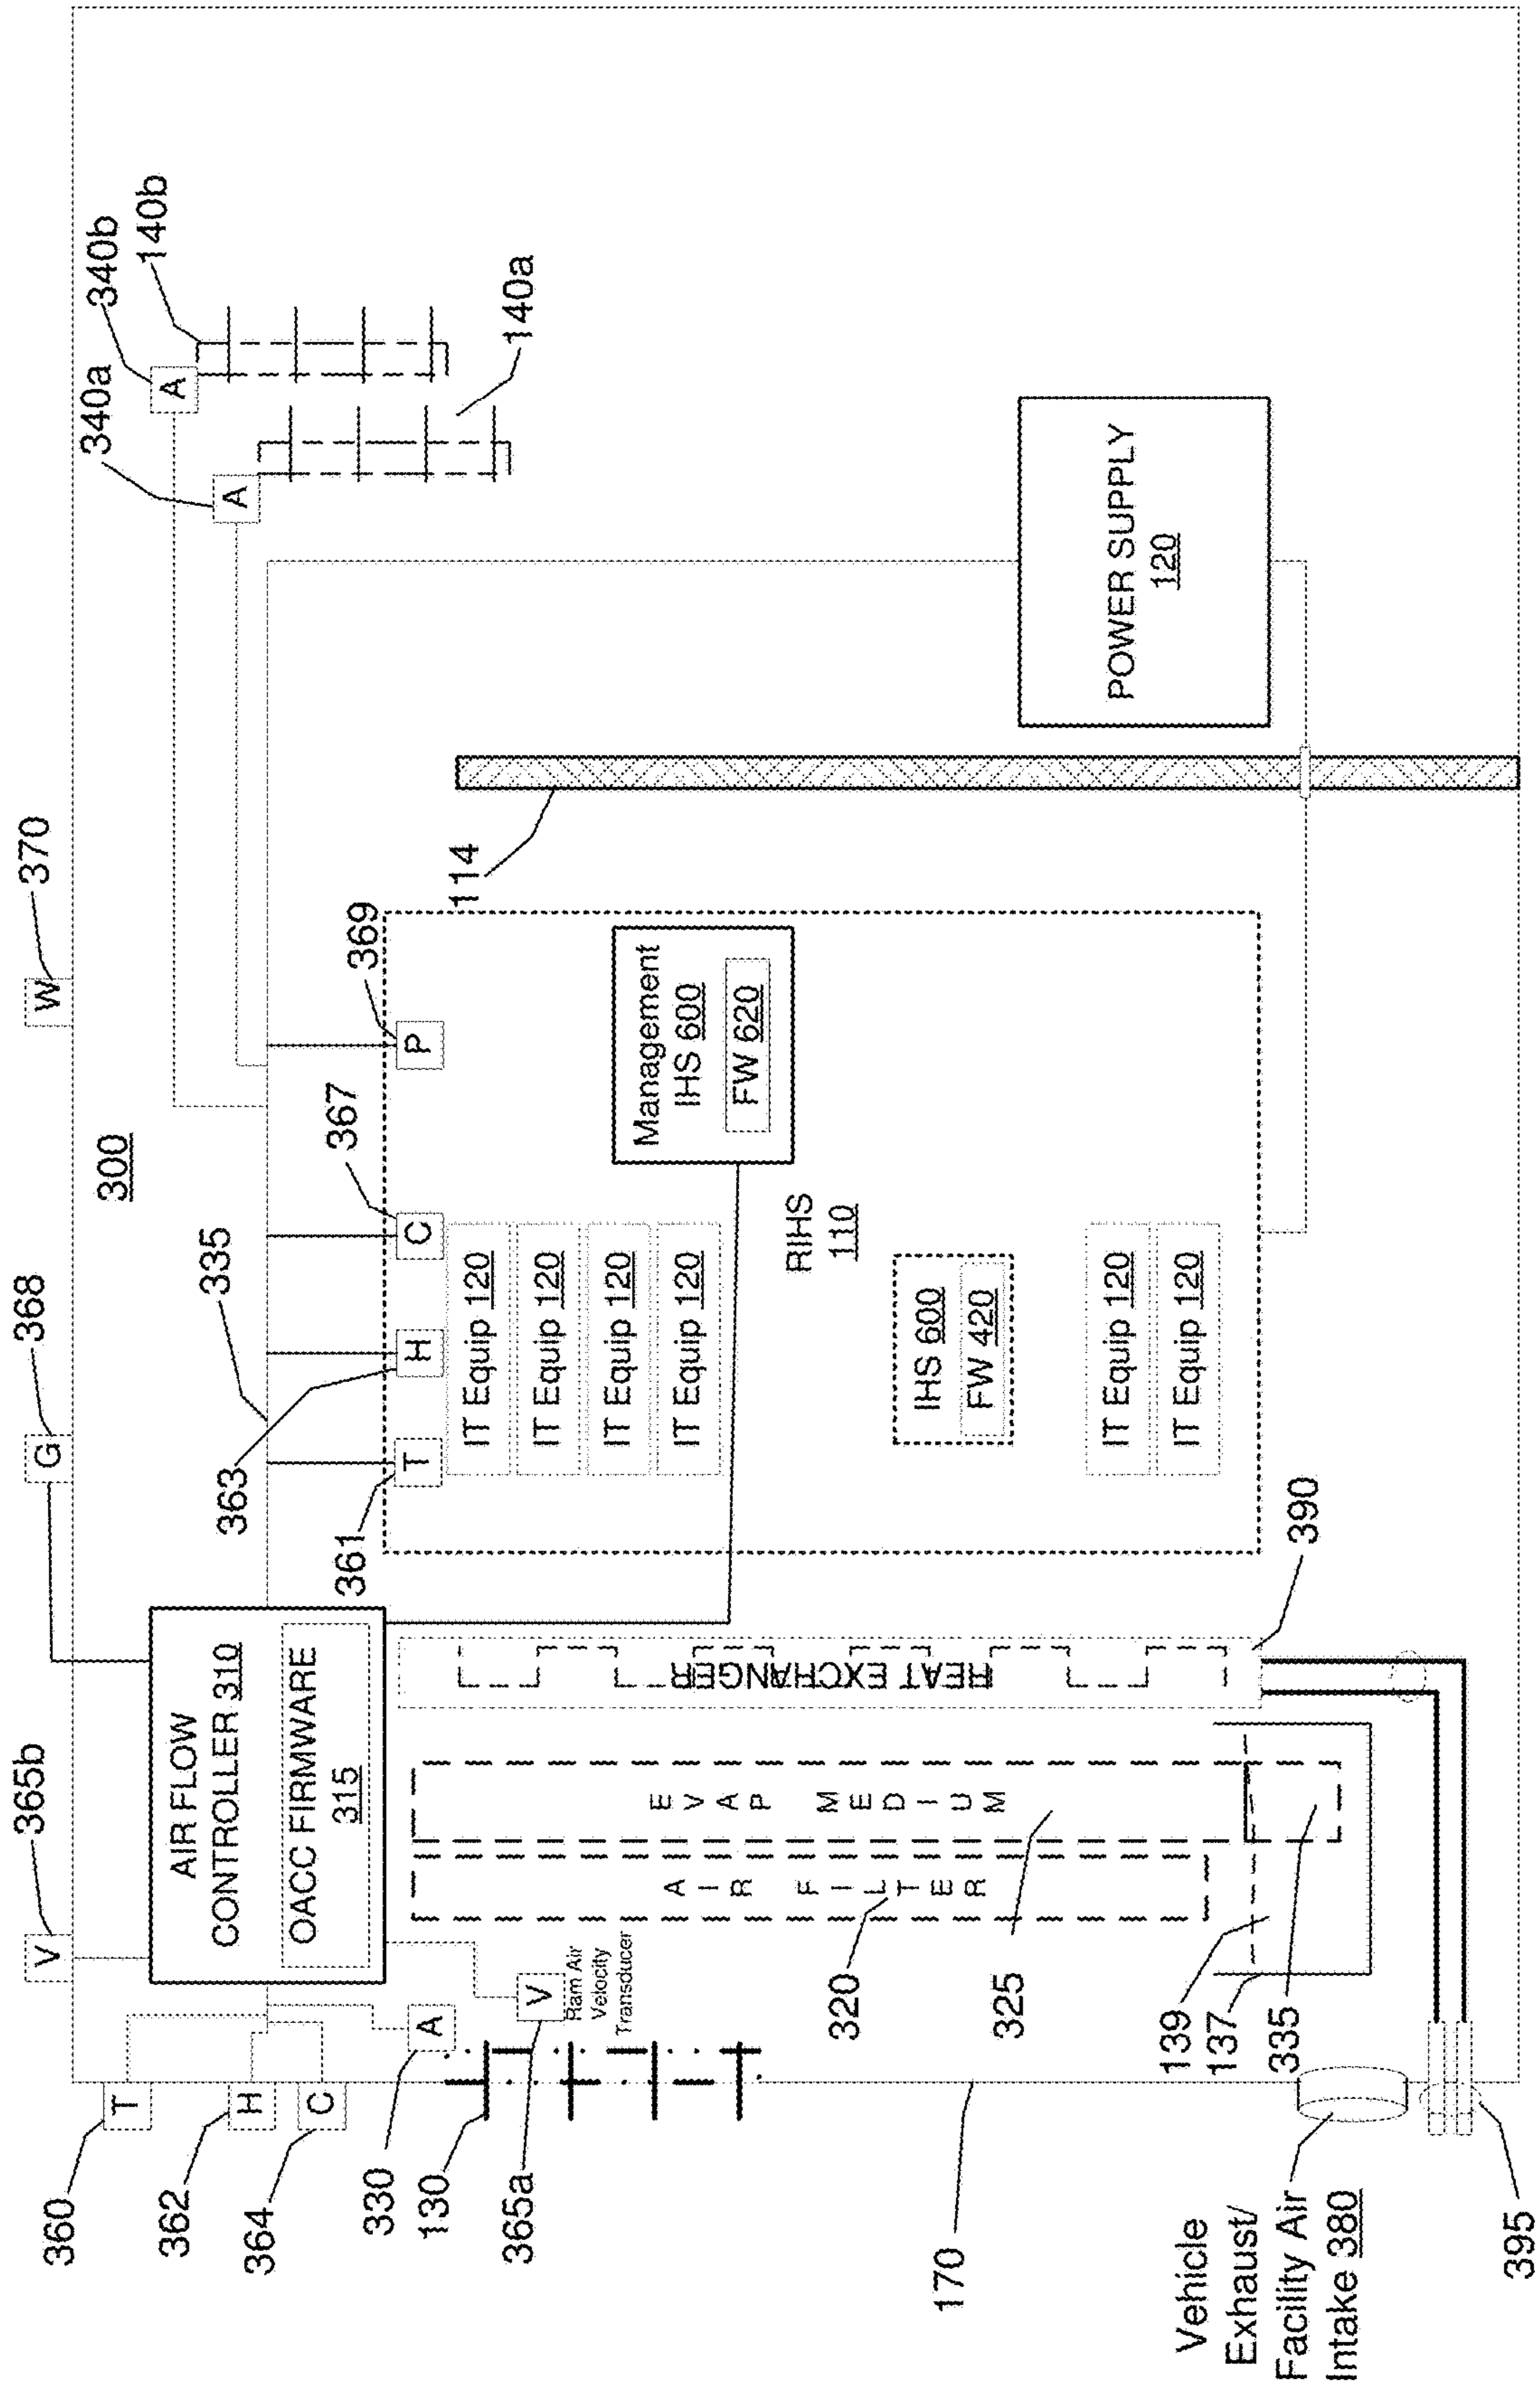 360
T
362
H
364
C
330
A
130
365a
V
Ram Air
Velocity
Transducer
170
Vehicle
Exhaust/
Facility Air
Intake 380
395
365b
V
AIR FLOW
CONTROLLER 310
OACC FIRMWARE
315
320
AIR FILTER
325
EVAP MEDIUM
139
137
335
HEAT EXCHANGER
390
368
G
300
370
W
335
363
361
T
H
367
C
369
P
IT Equip 120
IT Equip 120
IT Equip 120
IT Equip 120
Management
IHS 600
FW 620
RIHS
110
IHS 600
FW 420
IT Equip 120
IT Equip 120
114
340a
A
340b
A
140b
140a
POWER SUPPLY
120